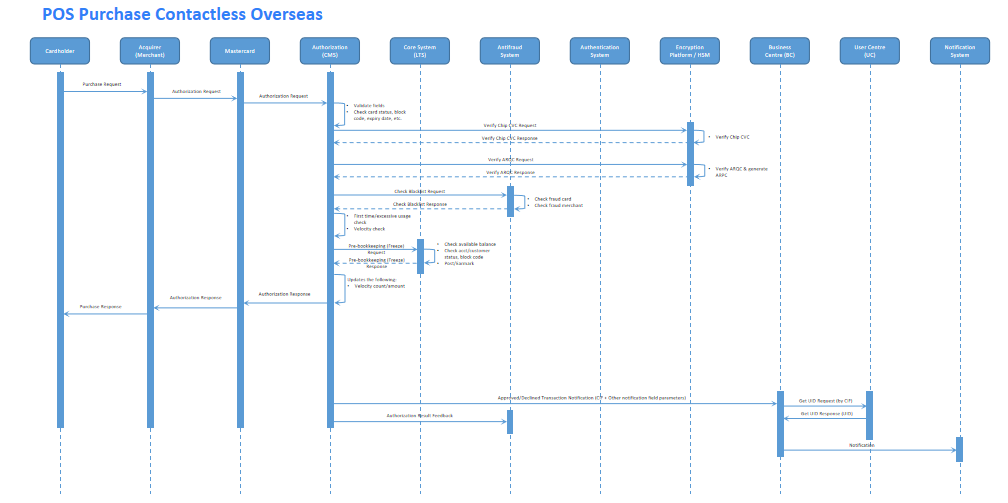 POS Purchase Contactless Overseas
Cardholder
Acquirer
(Merchant)
Mastercard
Authorization
(CMS)
Core System
(LTS)
Antifraud
System
Authentication
System
Encryption
Platform / HSM
Business
Centre (BC)
User Centre
(UC)
Notification
System
Purchase Request
Authorization Request
Authorization Request
• Validate fields
• Check card status, block
code, expiry date, etc.
Verify Chip CVC Request
• Verify Chip CVC
Verify Chip CVC Response
Verify ARQC Request
• Verify ARQC & generate
ARPC
Verify ARQC Response
Check Blacklist Request
• Check fraud card
• Check fraud merchant
Check Blacklist Response
• First time/excessive usage
check
• Velocity check
Pre-bookkeeping (Freeze)
Request
• Check available balance
• Check acct/customer
status, block code
• Post/earmark
Pre-bookkeeping (Freeze)
Response
Updates the following:
• Velocity count/amount
Authorization Response
Authorization Response
Purchase Response
Approved/Declined Transaction Notification (CIF + Other notification field parameters)
Get UID Request (by CIF)
Authorization Result Feedback
Get UID Response (UID)
Notification